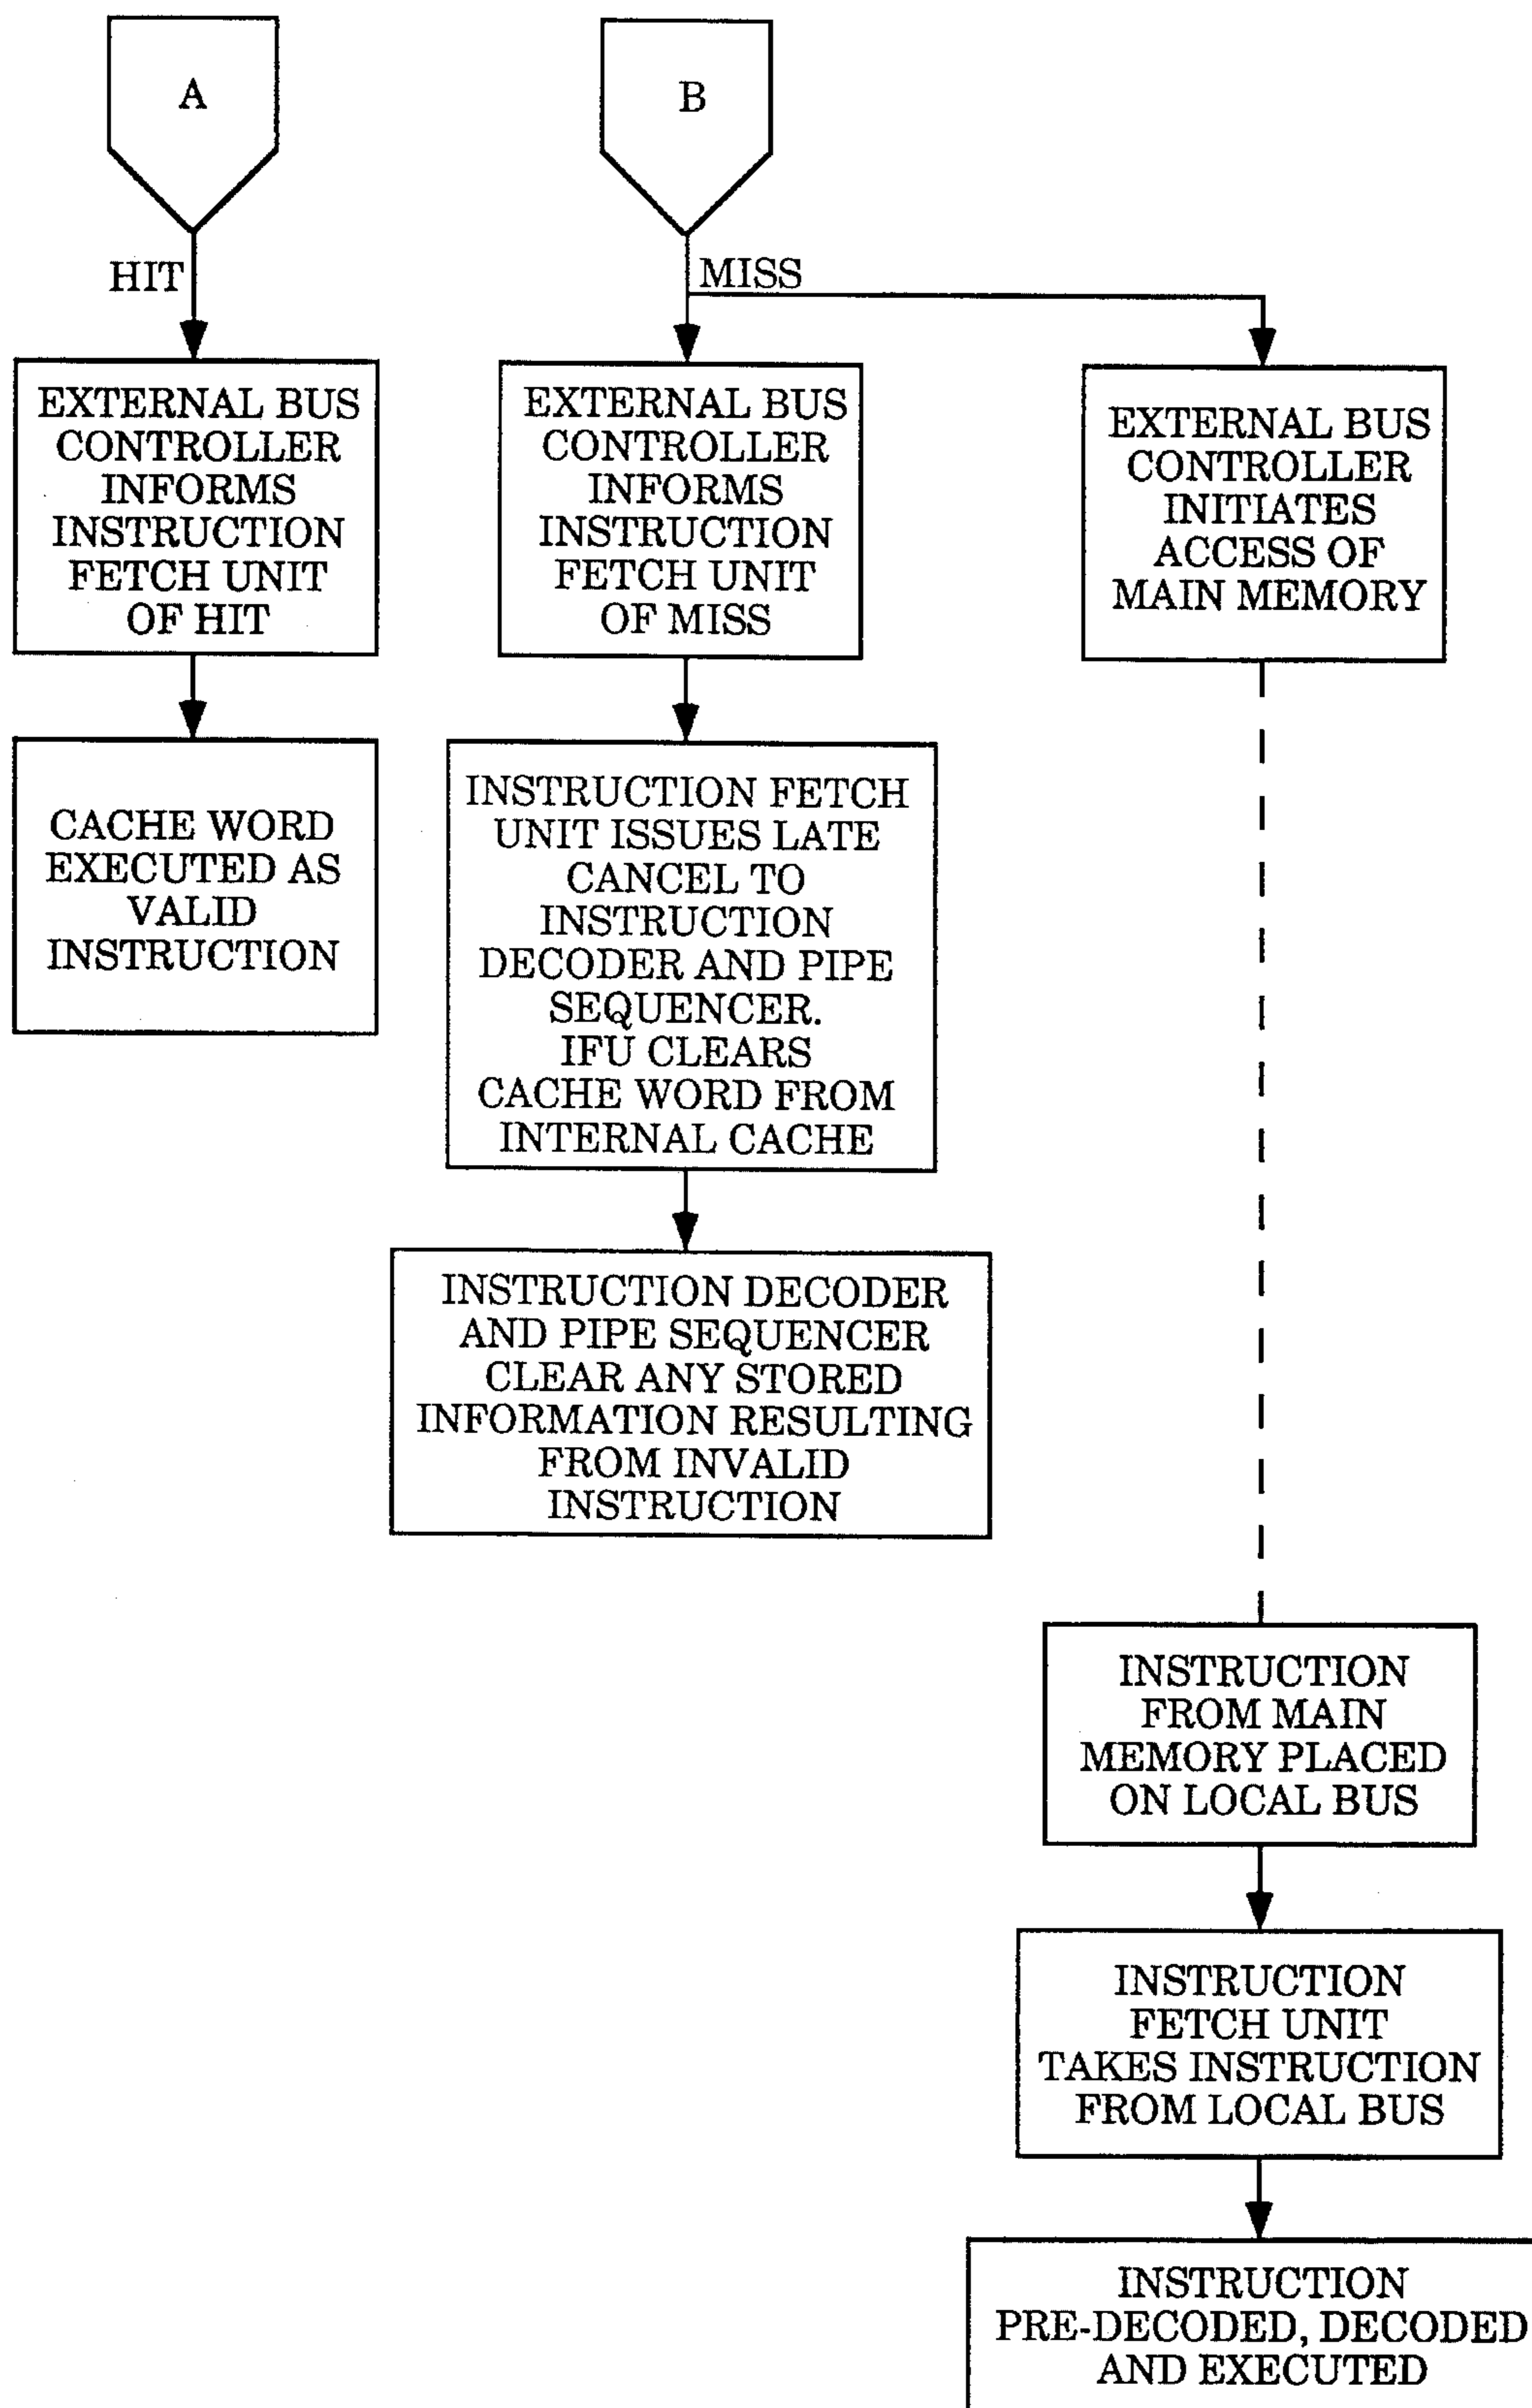 A
B
HIT
MISS
EXTERNAL BUS
CONTROLLER
INFORMS
INSTRUCTION
FETCH UNIT
OF HIT
EXTERNAL BUS
CONTROLLER
INFORMS
INSTRUCTION
FETCH UNIT
OF MISS
EXTERNAL BUS
CONTROLLER
INITIATES
ACCESS OF
MAIN MEMORY
CACHE WORD
EXECUTED AS
VALID
INSTRUCTION
INSTRUCTION FETCH
UNIT ISSUES LATE
CANCEL TO
INSTRUCTION
DECODER AND PIPE
SEQUENCER.
IFU CLEARS
CACHE WORD FROM
INTERNAL CACHE
INSTRUCTION DECODER
AND PIPE SEQUENCER
CLEAR ANY STORED
INFORMATION RESULTING
FROM INVALID
INSTRUCTION
INSTRUCTION
FROM MAIN
MEMORY PLACED
ON LOCAL BUS
INSTRUCTION
FETCH UNIT
TAKES INSTRUCTION
FROM LOCAL BUS
INSTRUCTION
PRE-DECODED, DECODED
AND EXECUTED